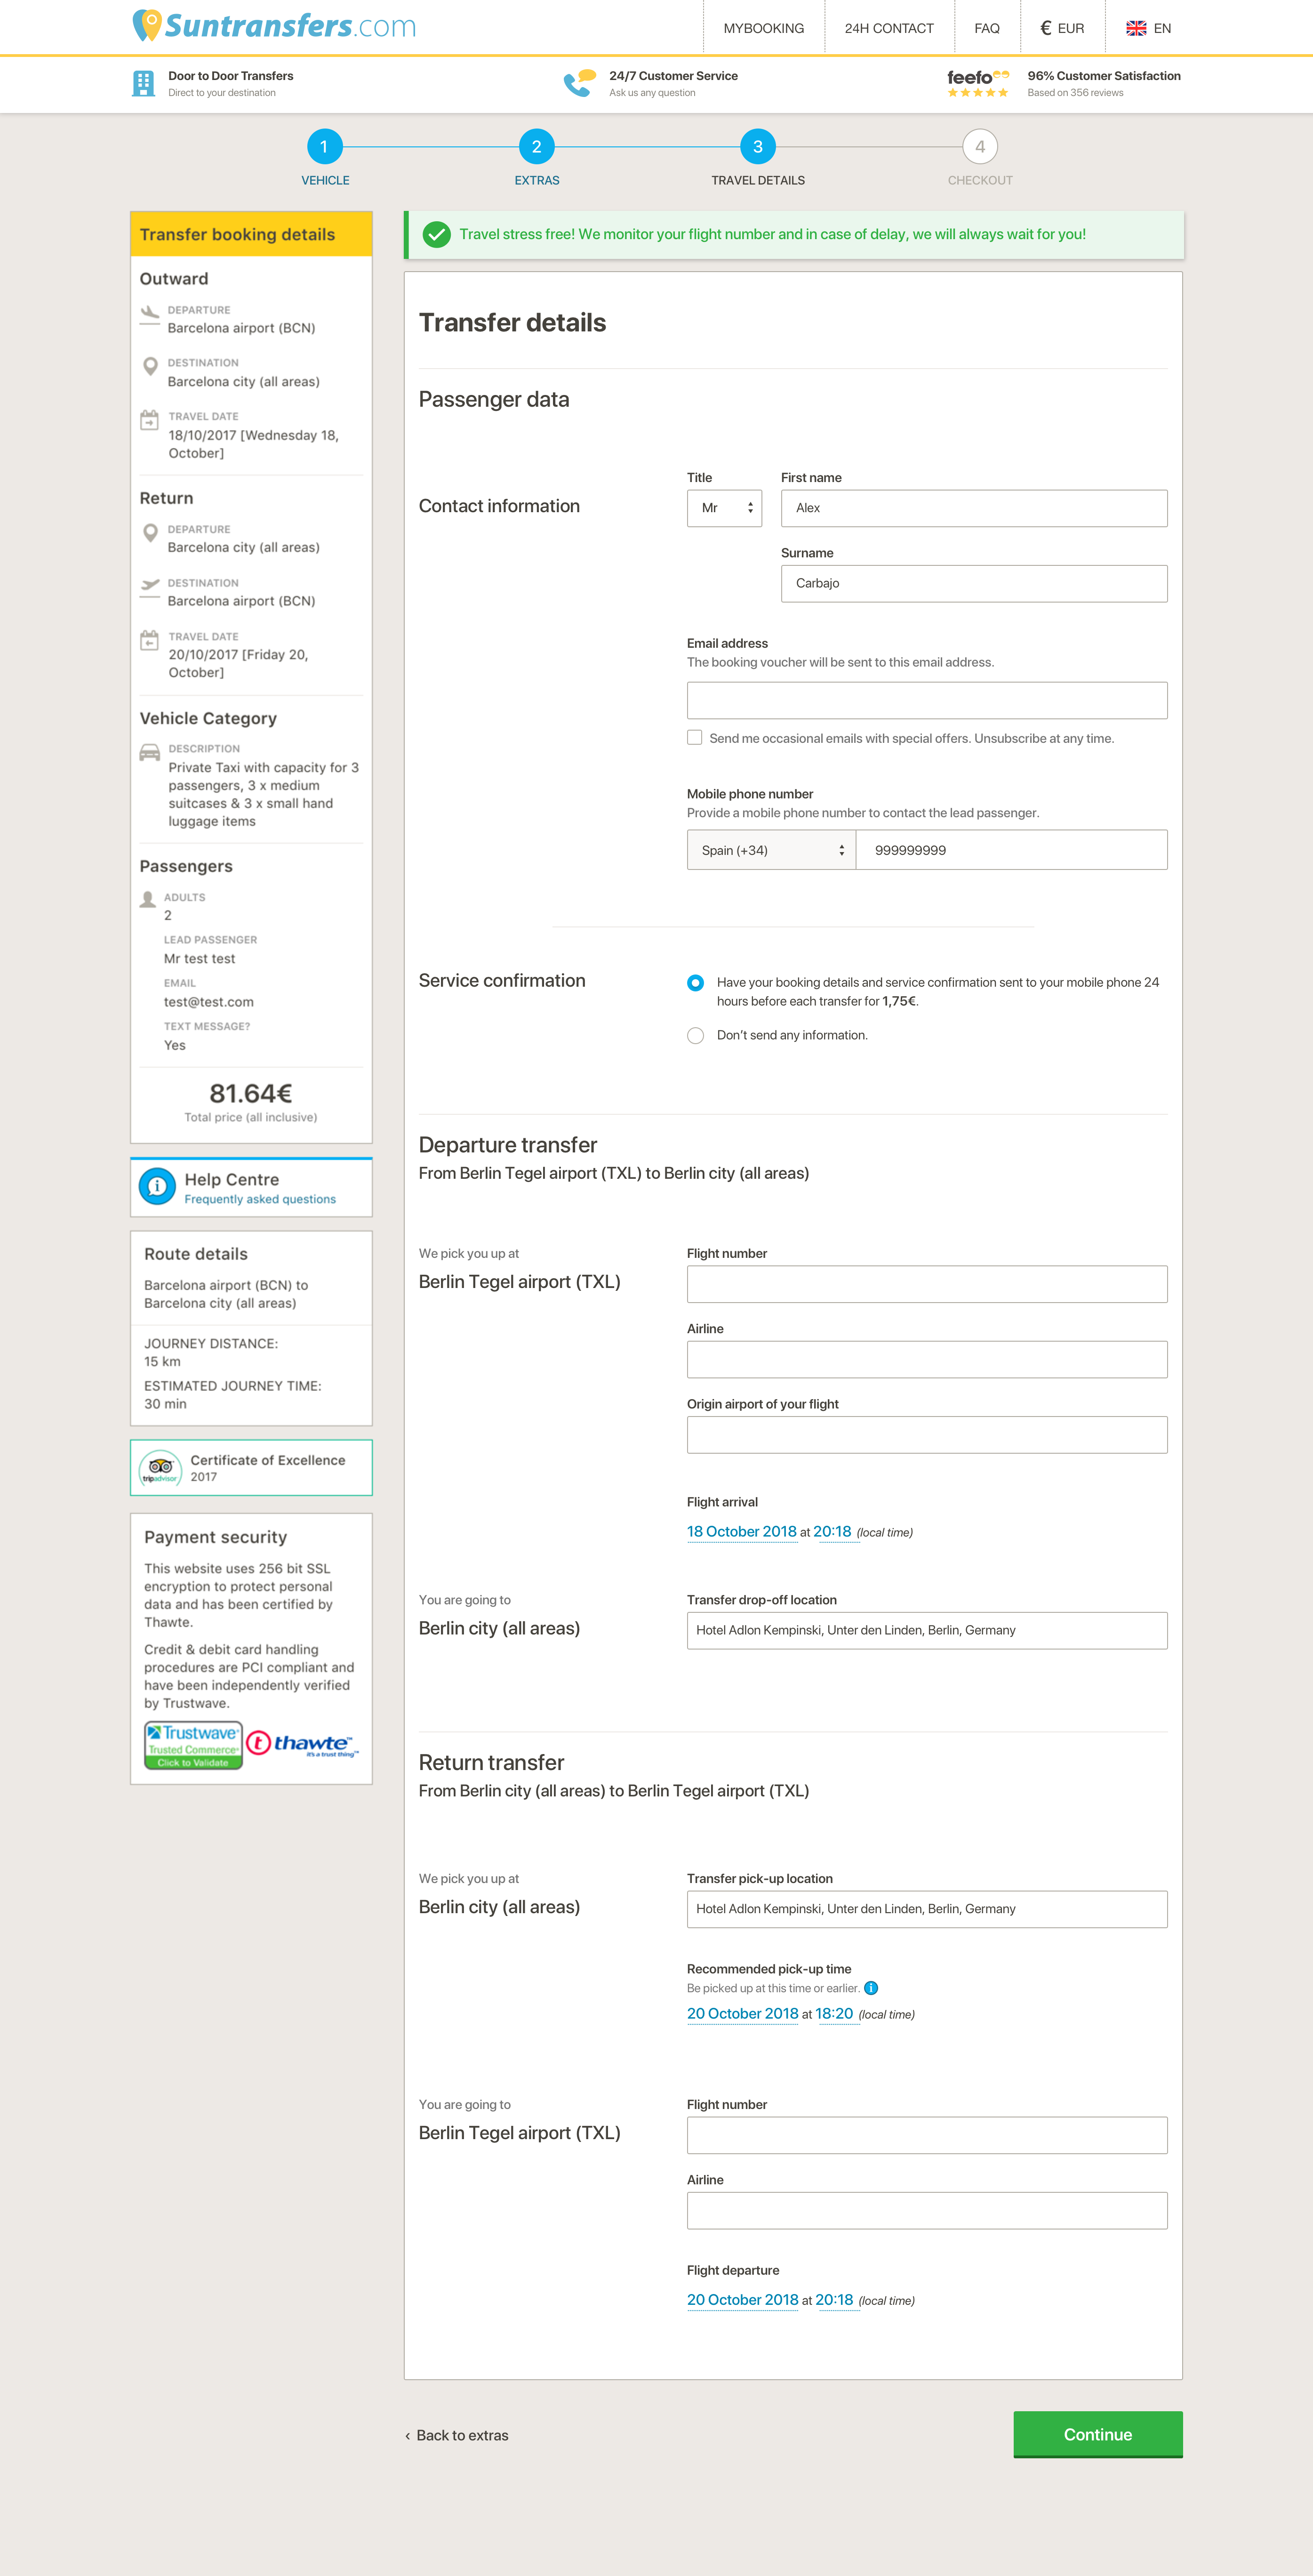 Suntransfers.com
MYBOOKING
24H CONTACT
FAQ
€ EUR
EN
Door to Door Transfers
Direct to your destination
24/7 Customer Service
Ask us any question
feefo
96% Customer Satisfaction
Based on 356 reviews
1
2
3
4
VEHICLE
EXTRAS
TRAVEL DETAILS
CHECKOUT
Transfer booking details
Outward
DEPARTURE
Barcelona airport (BCN)
DESTINATION
Barcelona city (all areas)
TRAVEL DATE
18/10/2017 [Wednesday 18,
October]
Return
DEPARTURE
Barcelona city (all areas)
DESTINATION
Barcelona airport (BCN)
TRAVEL DATE
20/10/2017 [Friday 20,
October]
Vehicle Category
DESCRIPTION
Private Taxi with capacity for 3
passengers, 3 x medium
suitcases & 3 x small hand
luggage items
Passengers
ADULTS
2
LEAD PASSENGER
Mr test test
EMAIL
test@test.com
TEXT MESSAGE?
Yes
81.64€
Total price (all inclusive)
Help Centre
Frequently asked questions
Route details
Barcelona airport (BCN) to
Barcelona city (all areas)
JOURNEY DISTANCE:
15 km
ESTIMATED JOURNEY TIME:
30 min
tripadvisor
Certificate of Excellence
2017
Payment security
This website uses 256 bit SSL
encryption to protect personal
data and has been certified by
Thawte.
Credit & debit card handling
procedures are PCI compliant and
have been independently verified
by Trustwave.
Trustwave®
Trusted Commerce™
Click to Validate
thawte™
it's a trust thing™
Travel stress free! We monitor your flight number and in case of delay, we will always wait for you!
Transfer details
Passenger data
Contact information
Title
First name
Mr
Alex
Surname
Carbajo
Email address
The booking voucher will be sent to this email address.
Send me occasional emails with special offers. Unsubscribe at any time.
Mobile phone number
Provide a mobile phone number to contact the lead passenger.
Spain (+34)
999999999
Service confirmation
Have your booking details and service confirmation sent to your mobile phone 24
hours before each transfer for 1,75€.
Don't send any information.
Departure transfer
From Berlin Tegel airport (TXL) to Berlin city (all areas)
We pick you up at
Berlin Tegel airport (TXL)
Flight number
Airline
Origin airport of your flight
Flight arrival
18 October 2018 at 20:18 (local time)
You are going to
Berlin city (all areas)
Transfer drop-off location
Hotel Adlon Kempinski, Unter den Linden, Berlin, Germany
Return transfer
From Berlin city (all areas) to Berlin Tegel airport (TXL)
We pick you up at
Berlin city (all areas)
Transfer pick-up location
Hotel Adlon Kempinski, Unter den Linden, Berlin, Germany
Recommended pick-up time
Be picked up at this time or earlier.
20 October 2018 at 18:20 (local time)
You are going to
Berlin Tegel airport (TXL)
Flight number
Airline
Flight departure
20 October 2018 at 20:18 (local time)
‹ Back to extras
Continue